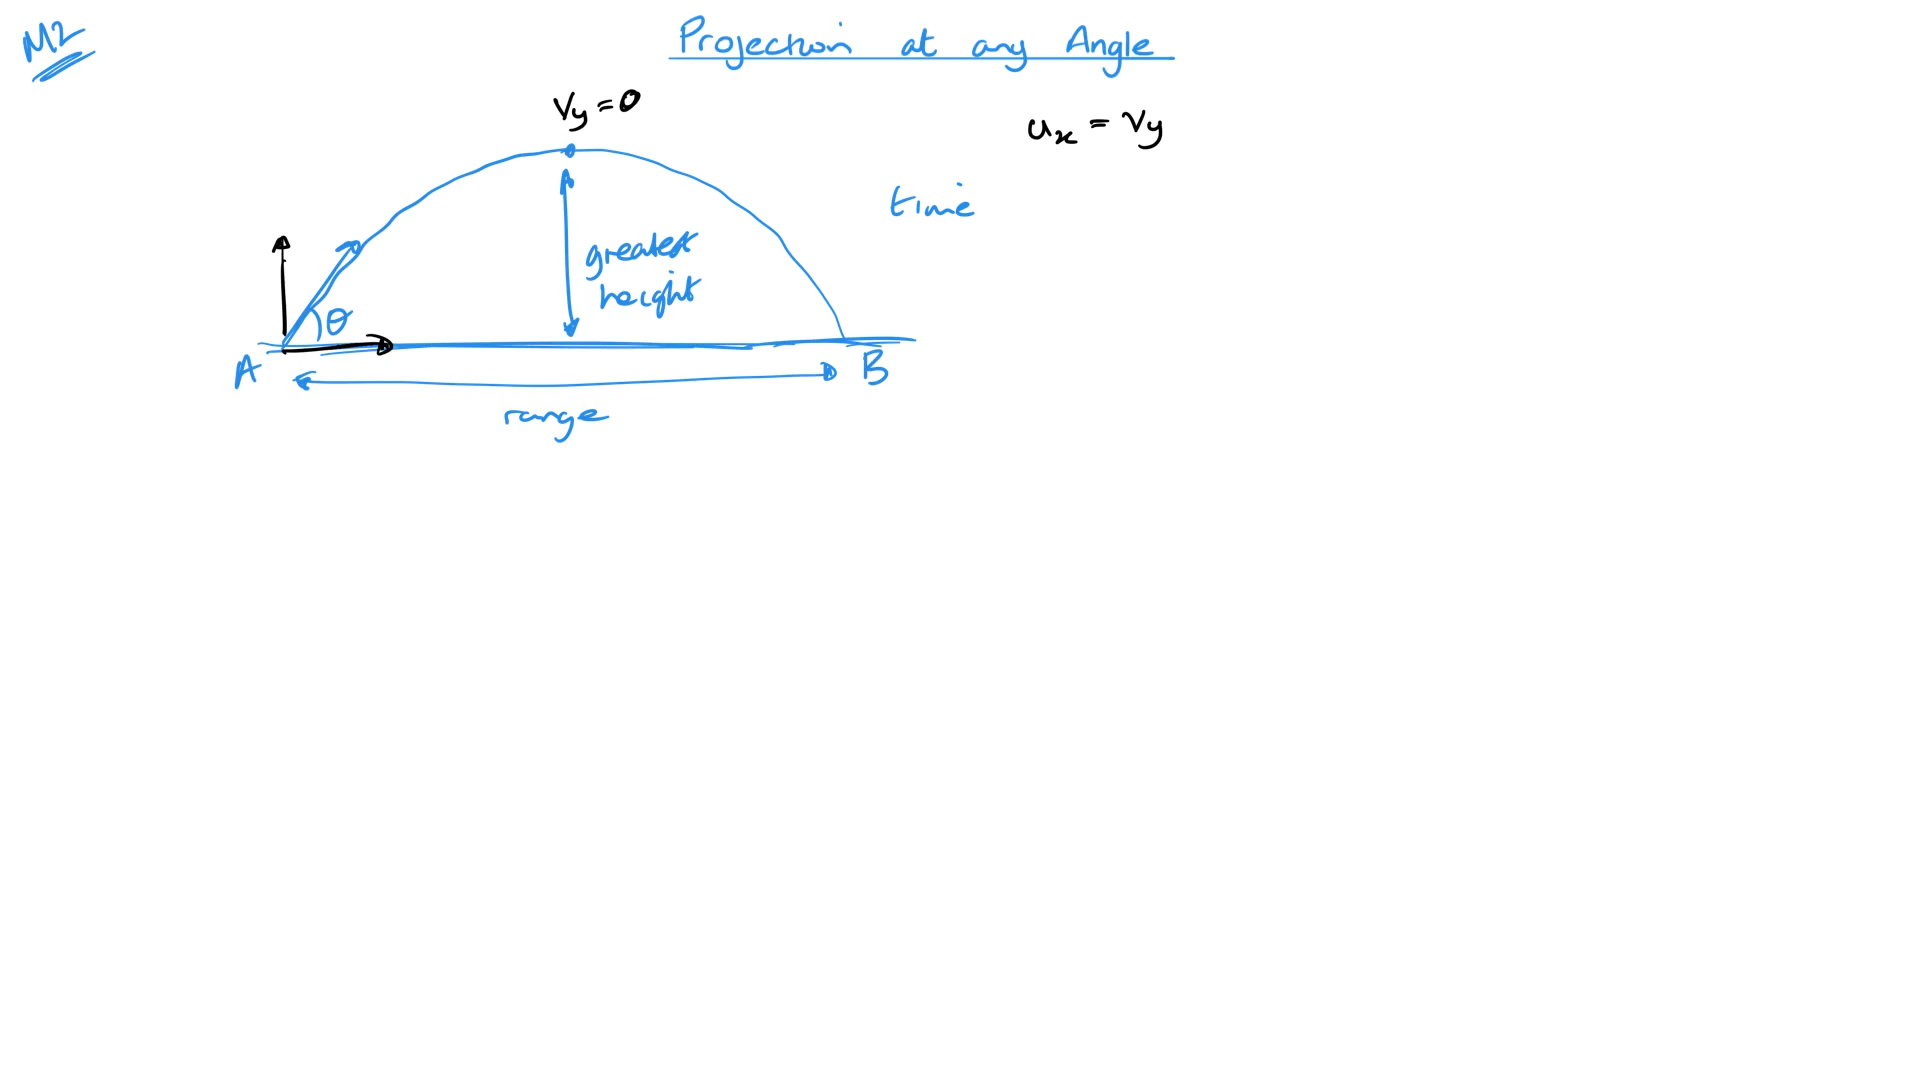 M2
Projection at any Angle
Vy = 0
ux = vy
time
greatest
height
θ
A
B
range